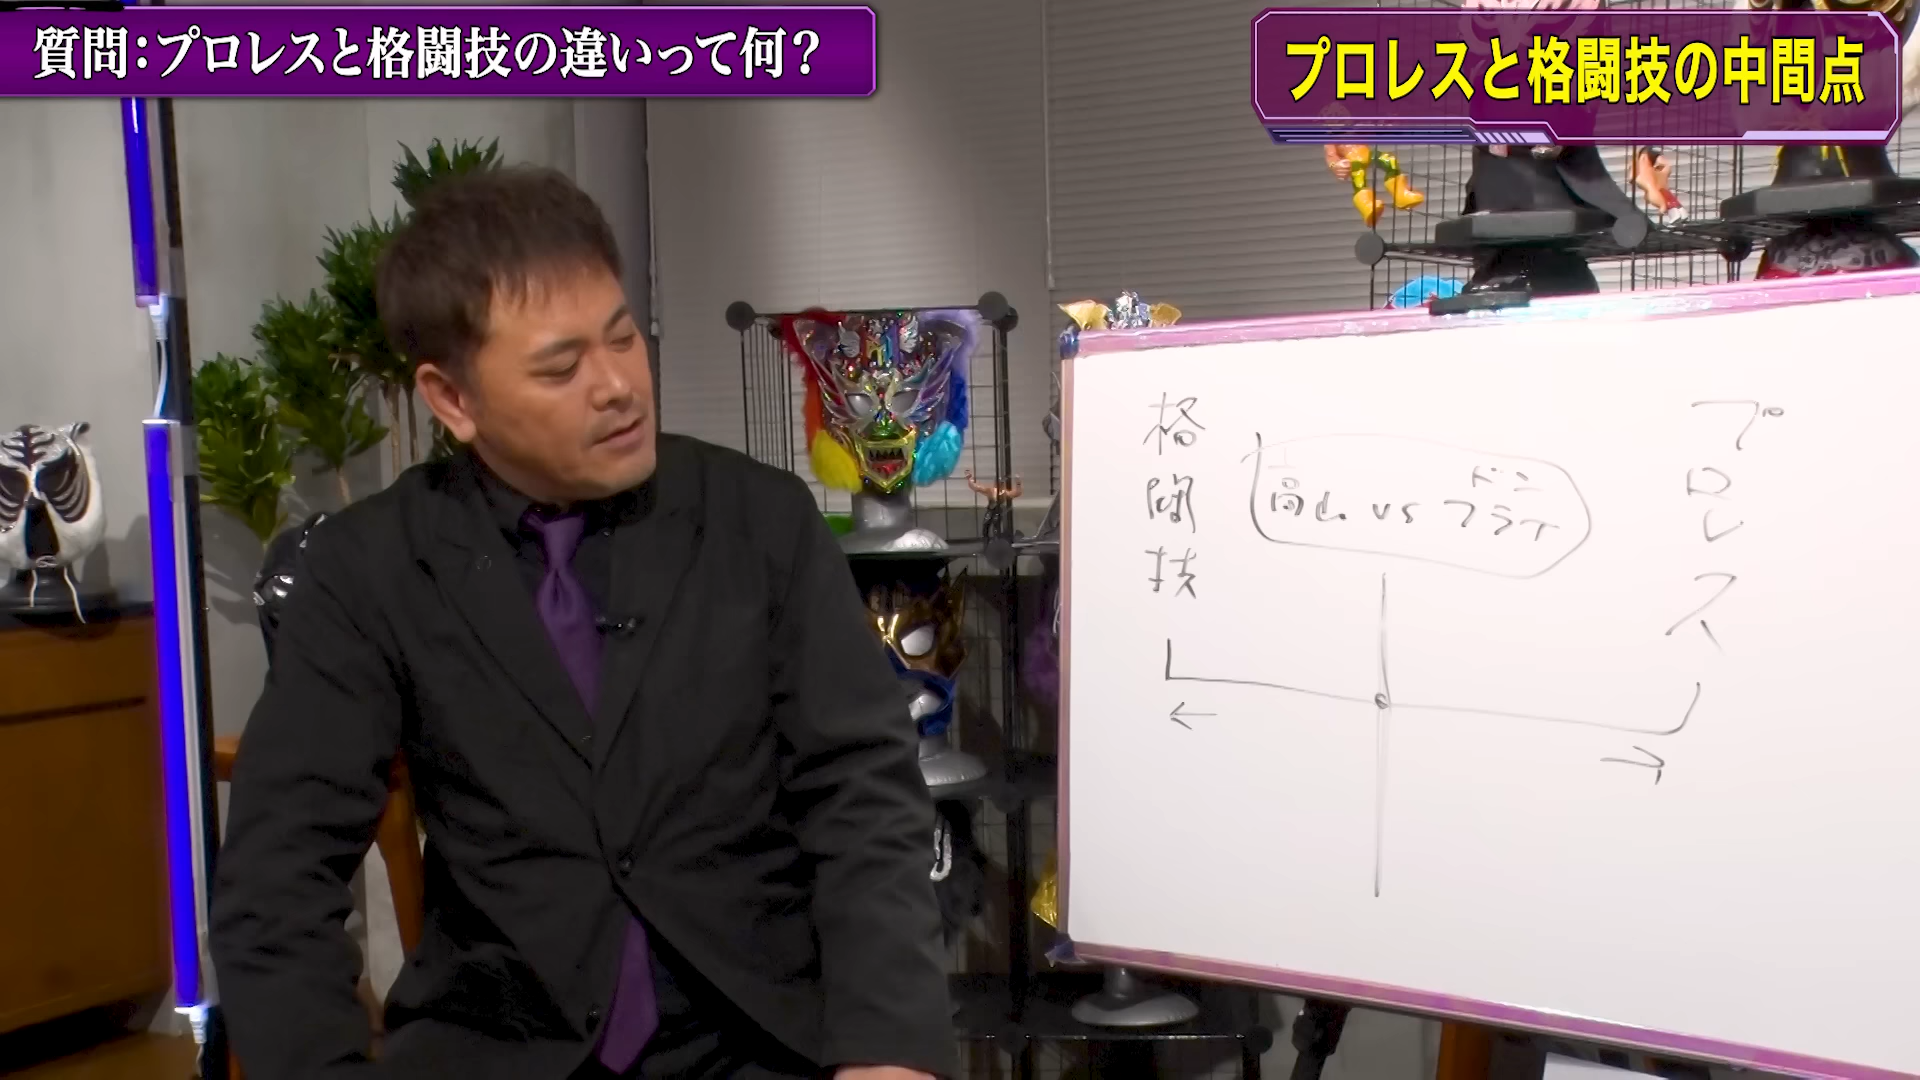 質問：プロレスと格闘技の違いって何？
プロレスと格闘技の中間点
格闘技
高山 vs ドン フライ
プロレス